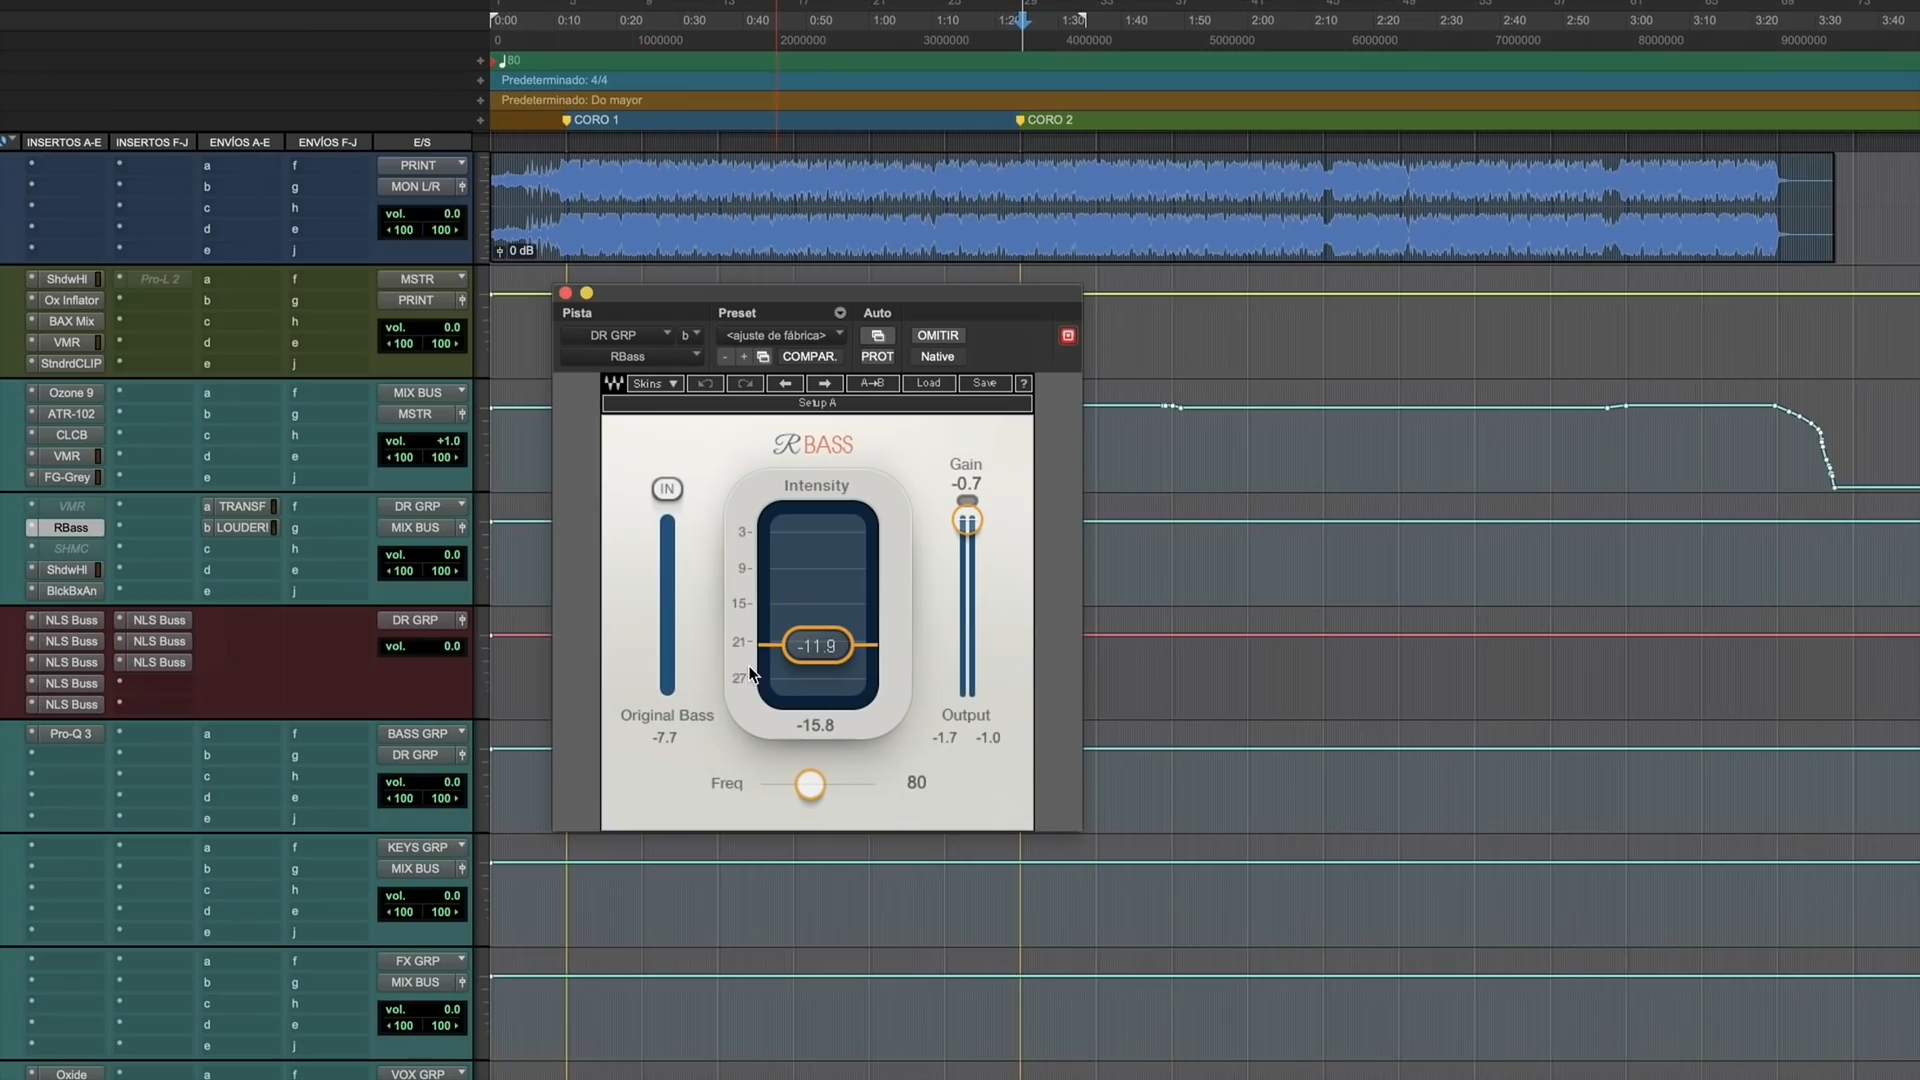 0:00 0:10 0:20 0:30 0:40 0:50 1:00 1:10 1:20 1:30 1:40 1:50 2:00 2:10 2:20 2:30 2:40 2:50 3:00 3:10 3:20 3:30 3:40
0 1000000 2000000 3000000 4000000 5000000 6000000 7000000 8000000 9000000
80
Predeterminado: 4/4
Predeterminado: Do mayor
CORO 1 CORO 2
INSERTOS A-E INSERTOS F-J ENVÍOS A-E ENVÍOS F-J E/S
a f PRINT
b g MON L/R
c h
vol. 0.0
d e
100 100
e j
0 dB
ShdwHl Pro-L 2 a f MSTR
Ox Inflator b g PRINT
BAX Mix c h
vol. 0.0
VMR d e
100 100
StndrdCLIP e j
Ozone 9 a f MIX BUS
ATR-102 b g MSTR
CLCB c h
vol. +1.0
VMR d e
100 100
FG-Grey e j
VMR a TRANSF f DR GRP
RBass b LOUDER! g MIX BUS
SHMC c h
vol. 0.0
ShdwHl d e
100 100
BlckBxAn e j
NLS Buss NLS Buss DR GRP
NLS Buss NLS Buss vol. 0.0
NLS Buss NLS Buss
NLS Buss
NLS Buss
Pro-Q 3 a f BASS GRP
b g DR GRP
c h
vol. 0.0
d e
100 100
e j
a f KEYS GRP
b g MIX BUS
c h
vol. 0.0
d e
100 100
e j
a f FX GRP
b g MIX BUS
c h
vol. 0.0
d e
100 100
e j
Oxide a f VOX GRP
Pista Preset Auto
DR GRP b <ajuste de fábrica> OMITIR
RBass - + COMPAR. PROT Native
Skins A→B Load Save ?
Setup A
R BASS
IN
Intensity
Gain
-0.7
3-
9-
15-
21-
27
-11.9
Original Bass
-7.7
-15.8
Output
-1.7 -1.0
Freq 80